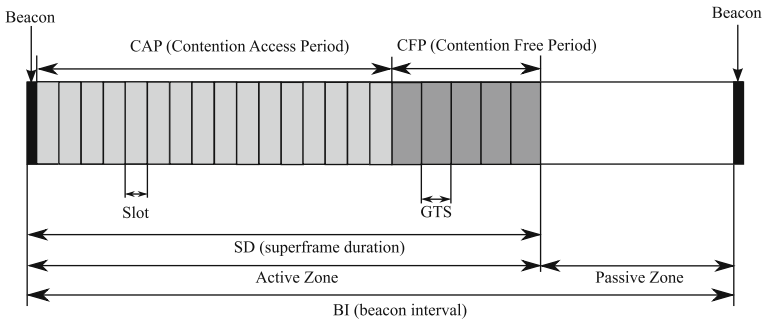 Beacon
Beacon
CAP (Contention Access Period)
CFP (Contention Free Period)
Slot
GTS
SD (superframe duration)
Active Zone
Passive Zone
BI (beacon interval)